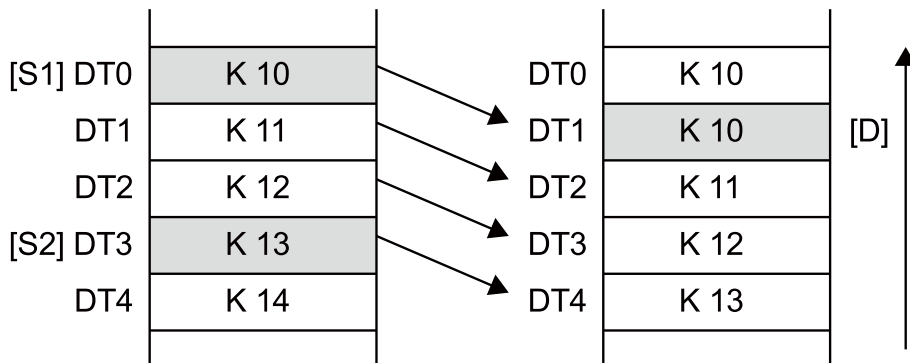 [S1] DT0 K 10 DT0 K 10
DT1 K 11 DT1 K 10 [D]
DT2 K 12 DT2 K 11
[S2] DT3 K 13 DT3 K 12
DT4 K 14 DT4 K 13